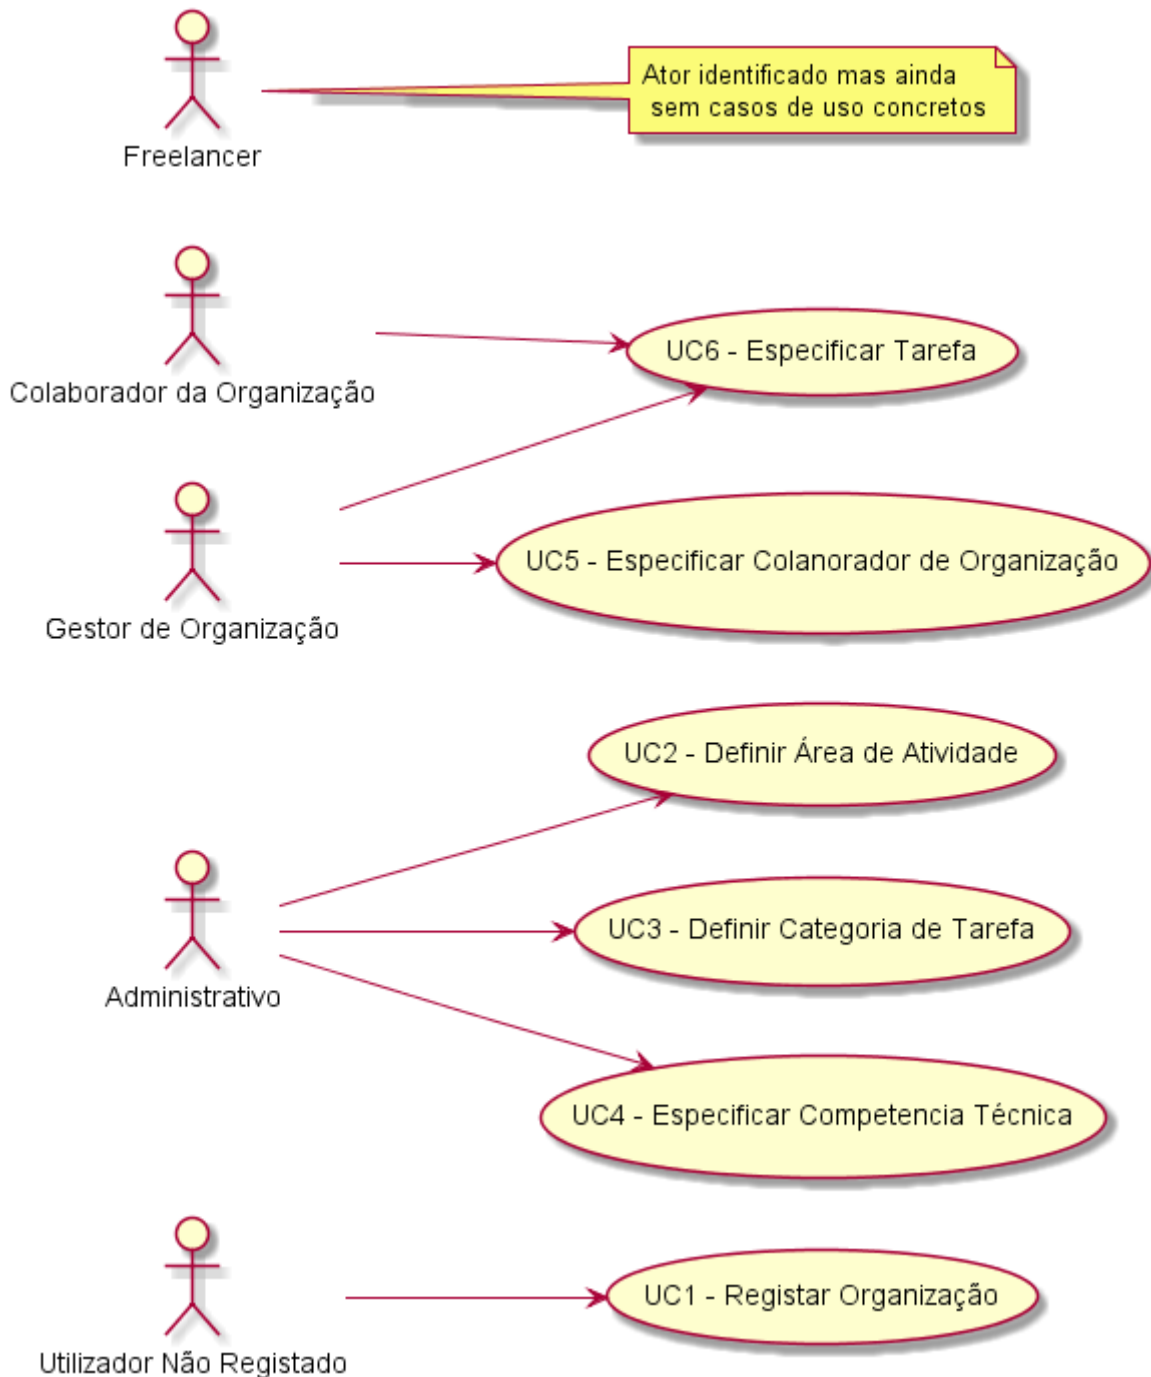 Ator identificado mas ainda
sem casos de uso concretos
Freelancer
UC6 - Especificar Tarefa
Colaborador da Organização
UC5 - Especificar Colanorador de Organização
Gestor de Organização
UC2 - Definir Área de Atividade
UC3 - Definir Categoria de Tarefa
Administrativo
UC4 - Especificar Competencia Técnica
UC1 - Registar Organização
Utilizador Não Registado